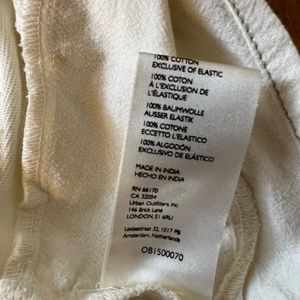 100% COTTON
EXCLUSIVE OF ELASTIC
100% COTON
À L'EXCLUSION DE
L'ÉLASTIQUE
100% BAUMWOLLE
AUSSER ELASTIK
100% COTONE
ECCETTO L'ELASTICO
100% ALGODÓN
EXCLUSIVO DE ELÁSTICO
MADE IN INDIA
HECHO EN INDIA
RN 66170
CA 32054
Urban Outfitters Inc.
146 Brick Lane
LONDON, E1 6RU
Leidsestraat 32, 1017 PB
Amsterdam, Netherlands
OB1500070